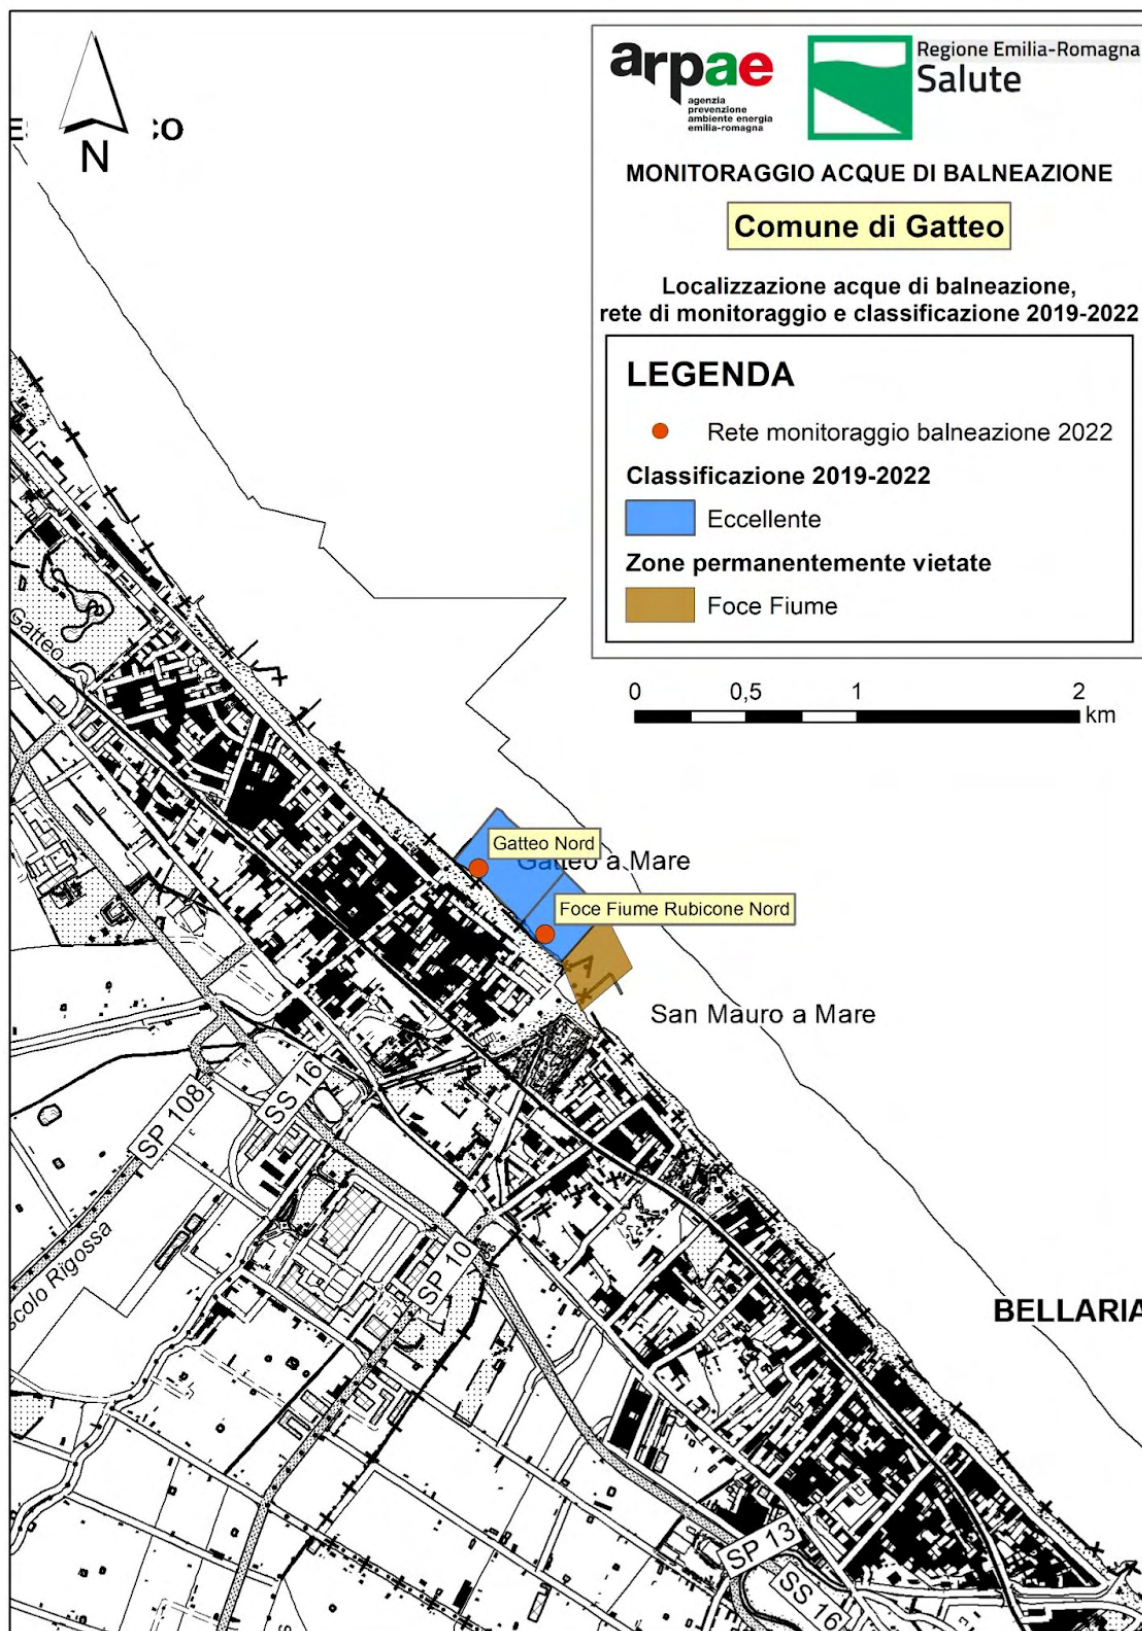 arpae
agenzia
prevenzione
ambiente energia
emilia-romagna
Regione Emilia-Romagna
Salute
MONITORAGGIO ACQUE DI BALNEAZIONE
Comune di Gatteo
Localizzazione acque di balneazione,
rete di monitoraggio e classificazione 2019-2022
LEGENDA
Rete monitoraggio balneazione 2022
Classificazione 2019-2022
Eccellente
Zone permanentemente vietate
Foce Fiume
0 0,5 1 2
km
N
Gatteo
Gatteo Nord
Gatteo a Mare
Foce Fiume Rubicone Nord
San Mauro a Mare
SP 108
SS 16
SP 10
scolo Rigossa
BELLARIA
SP 13
SS 16